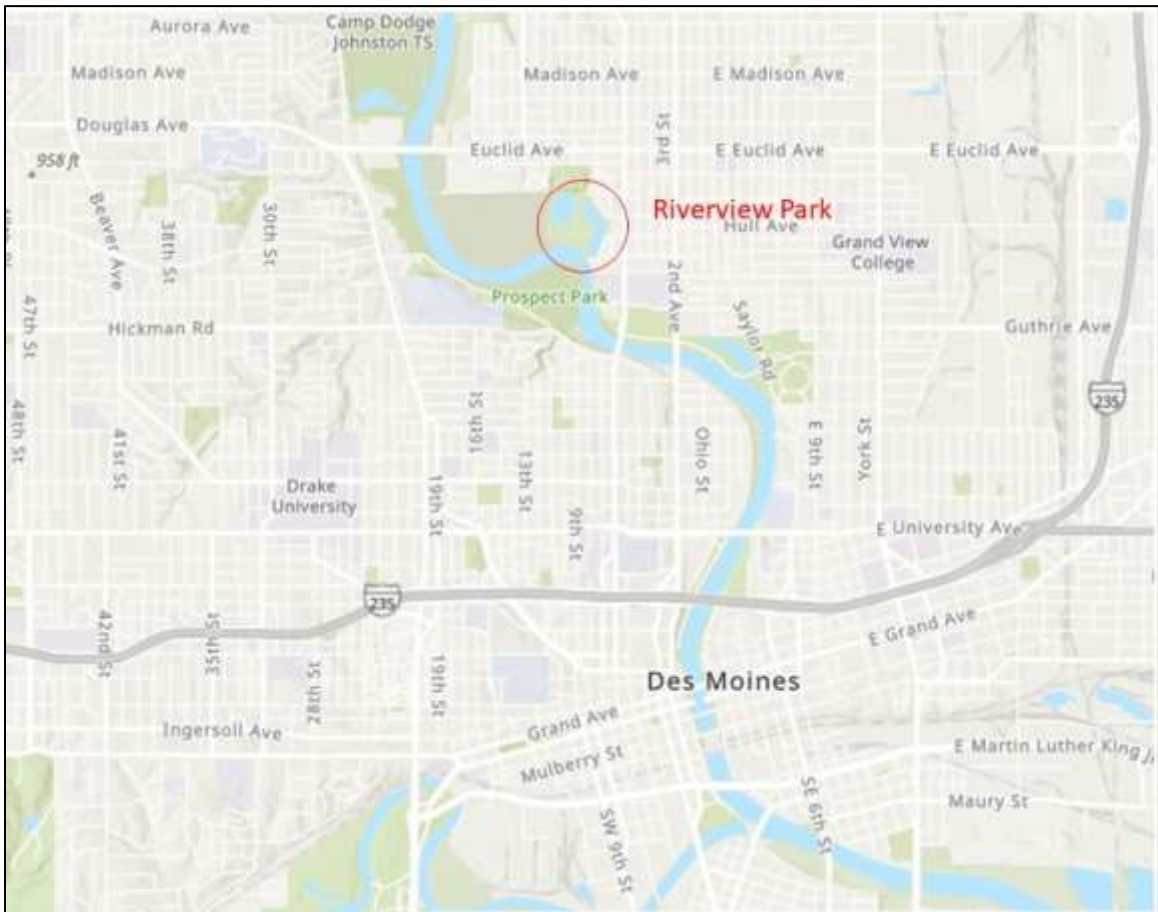 Aurora Ave
Camp Dodge
Johnston TS
Madison Ave
Madison Ave
E Madison Ave
Douglas Ave
3rd St
Euclid Ave
E Euclid Ave
E Euclid Ave
958 ft
Beaver Ave
38th St
30th St
Riverview Park
Hull Ave
Grand View
College
47th St
2nd Ave
Prospect Park
Saylor Rd
Hickman Rd
Guthrie Ave
48th St
41st St
16th St
13th St
9th St
Ohio St
E 9th St
York St
235
Drake
University
19th St
E University Ave
235
42nd St
35th St
28th St
19th St
E Grand Ave
Des Moines
Ingersoll Ave
Grand Ave
Mulberry St
E Martin Luther King J
SW 9th St
SE 6th St
Maury St